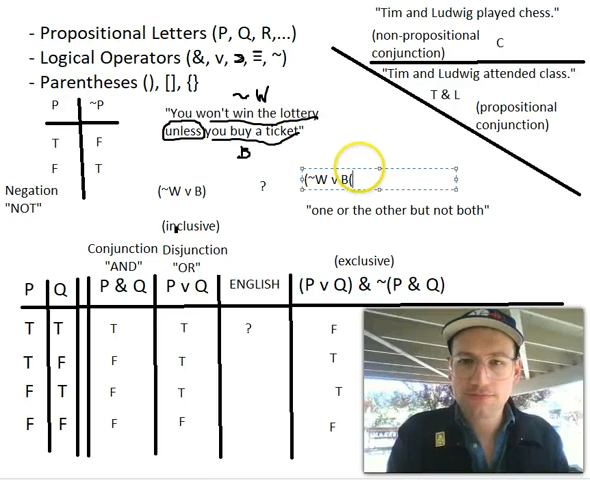 - Propositional Letters (P, Q, R,...)
- Logical Operators (&, v, ⊃, ≡, ~)
- Parentheses (), [], {}
"Tim and Ludwig played chess."
(non-propositional
conjunction)
C
"Tim and Ludwig attended class."
T & L
(propositional
conjunction)
P ~P
T F
F T
Negation
"NOT"
~W
"You won't win the lottery
unless you buy a ticket"
B
(~W v B)
?
(~W v B(
(inclusive)
"one or the other but not both"
Conjunction
"AND"
Disjunction
"OR"
(exclusive)
P Q P & Q P v Q ENGLISH (P v Q) & ~(P & Q)
T T T T ? F
T F F T T
F T F T T
F F F F F